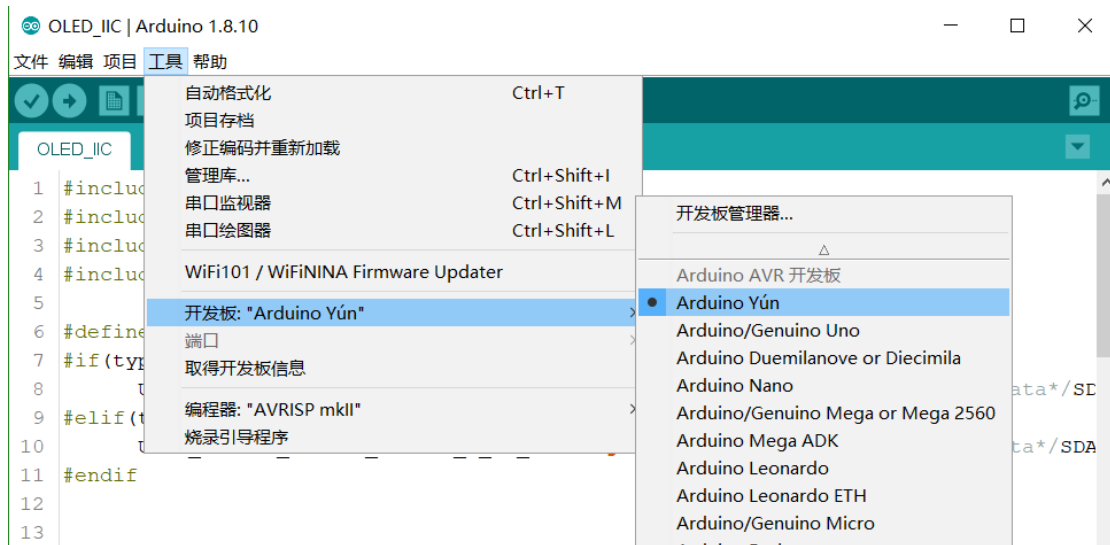 OLED_IIC | Arduino 1.8.10
文件 编辑 项目 工具 帮助
自动格式化 Ctrl+T
项目存档
修正编码并重新加载
管理库... Ctrl+Shift+I
串口监视器 Ctrl+Shift+M
串口绘图器 Ctrl+Shift+L
WiFi101 / WiFiNINA Firmware Updater
开发板: "Arduino Yún"
端口
取得开发板信息
编程器: "AVRISP mkII"
烧录引导程序
开发板管理器...
Arduino AVR 开发板
Arduino Yún
Arduino/Genuino Uno
Arduino Duemilanove or Diecimila
Arduino Nano
Arduino/Genuino Mega or Mega 2560
Arduino Mega ADK
Arduino Leonardo
Arduino Leonardo ETH
Arduino/Genuino Micro
OLED_IIC
1 #includ
2 #includ
3 #includ
4 #includ
5
6 #define
7 #if(typ
8 ata*/SD
9 #elif(t
10 ta*/SDA
11 #endif
12
13